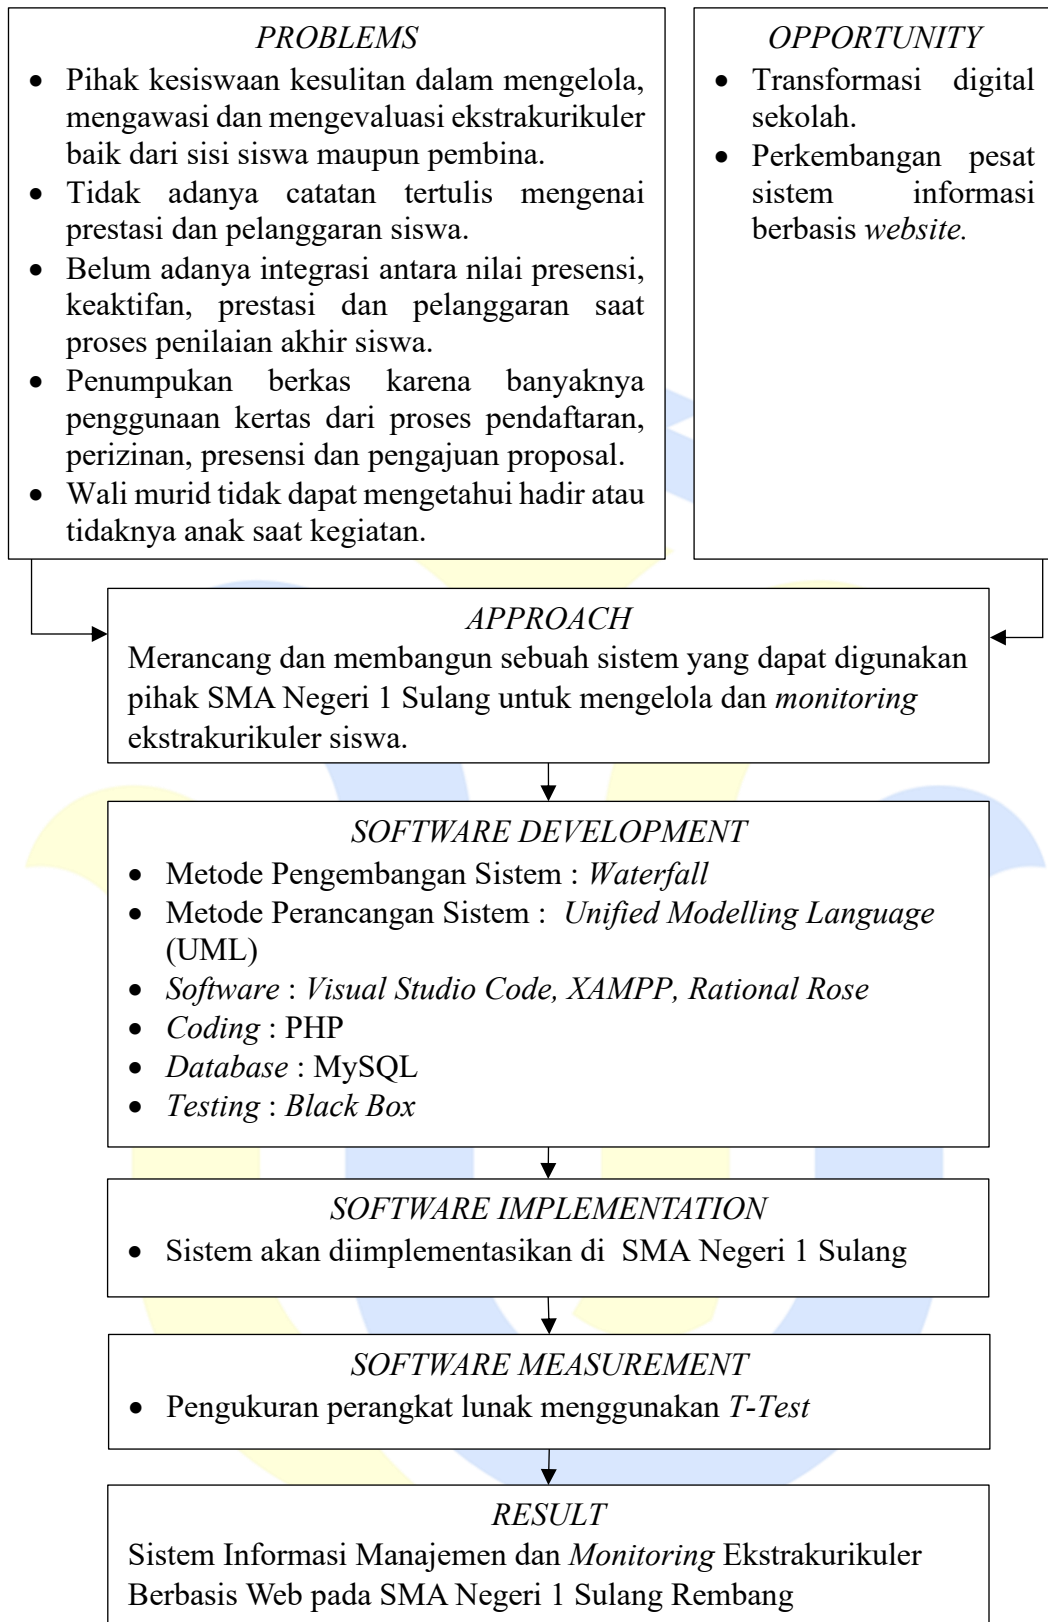 PROBLEMS
• Pihak kesiswaan kesulitan dalam mengelola,
mengawasi dan mengevaluasi ekstrakurikuler
baik dari sisi siswa maupun pembina.
• Tidak adanya catatan tertulis mengenai
prestasi dan pelanggaran siswa.
• Belum adanya integrasi antara nilai presensi,
keaktifan, prestasi dan pelanggaran saat
proses penilaian akhir siswa.
• Penumpukan berkas karena banyaknya
penggunaan kertas dari proses pendaftaran,
perizinan, presensi dan pengajuan proposal.
• Wali murid tidak dapat mengetahui hadir atau
tidaknya anak saat kegiatan.
OPPORTUNITY
• Transformasi digital
sekolah.
• Perkembangan pesat
sistem informasi
berbasis website.
APPROACH
Merancang dan membangun sebuah sistem yang dapat digunakan
pihak SMA Negeri 1 Sulang untuk mengelola dan monitoring
ekstrakurikuler siswa.
SOFTWARE DEVELOPMENT
• Metode Pengembangan Sistem : Waterfall
• Metode Perancangan Sistem : Unified Modelling Language
(UML)
• Software : Visual Studio Code, XAMPP, Rational Rose
• Coding : PHP
• Database : MySQL
• Testing : Black Box
SOFTWARE IMPLEMENTATION
• Sistem akan diimplementasikan di SMA Negeri 1 Sulang
SOFTWARE MEASUREMENT
• Pengukuran perangkat lunak menggunakan T-Test
RESULT
Sistem Informasi Manajemen dan Monitoring Ekstrakurikuler
Berbasis Web pada SMA Negeri 1 Sulang Rembang